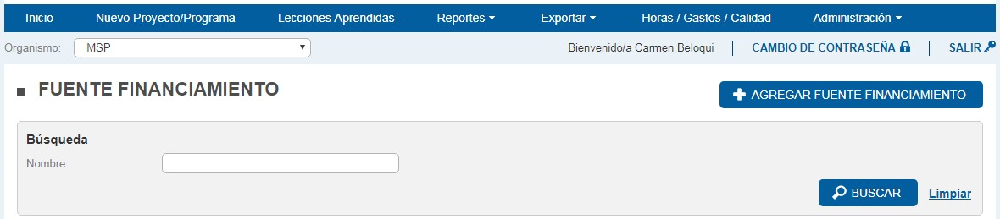 Inicio Nuevo Proyecto/Programa Lecciones Aprendidas Reportes Exportar Horas / Gastos / Calidad Administración
Organismo: MSP Bienvenido/a Carmen Beloqui CAMBIO DE CONTRASEÑA SALIR
FUENTE FINANCIAMIENTO
AGREGAR FUENTE FINANCIAMIENTO
Búsqueda
Nombre
BUSCAR Limpiar